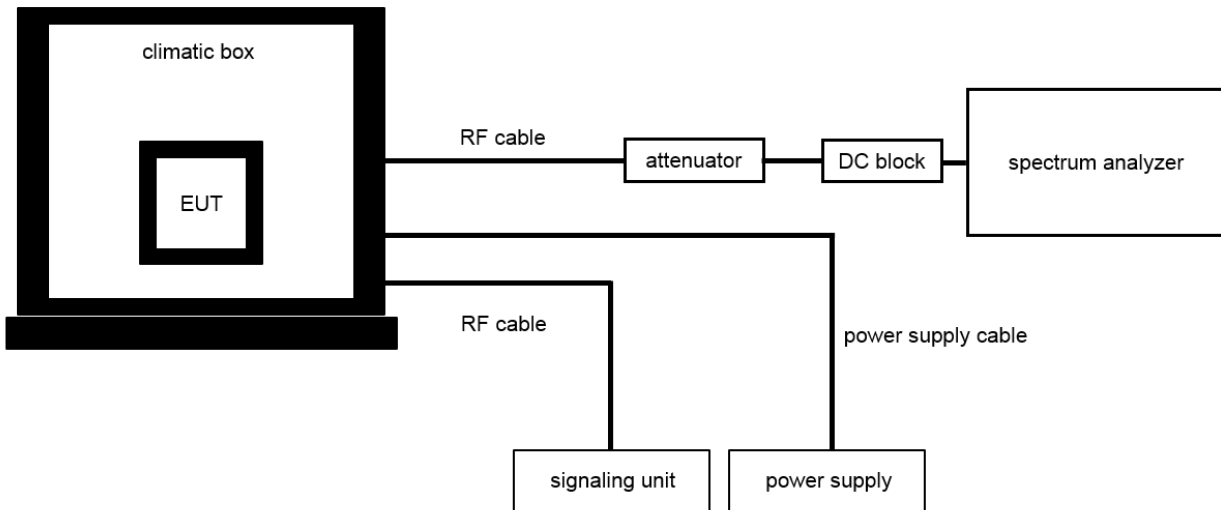 climatic box
RF cable
attenuator
DC block
spectrum analyzer
EUT
RF cable
power supply cable
signaling unit
power supply